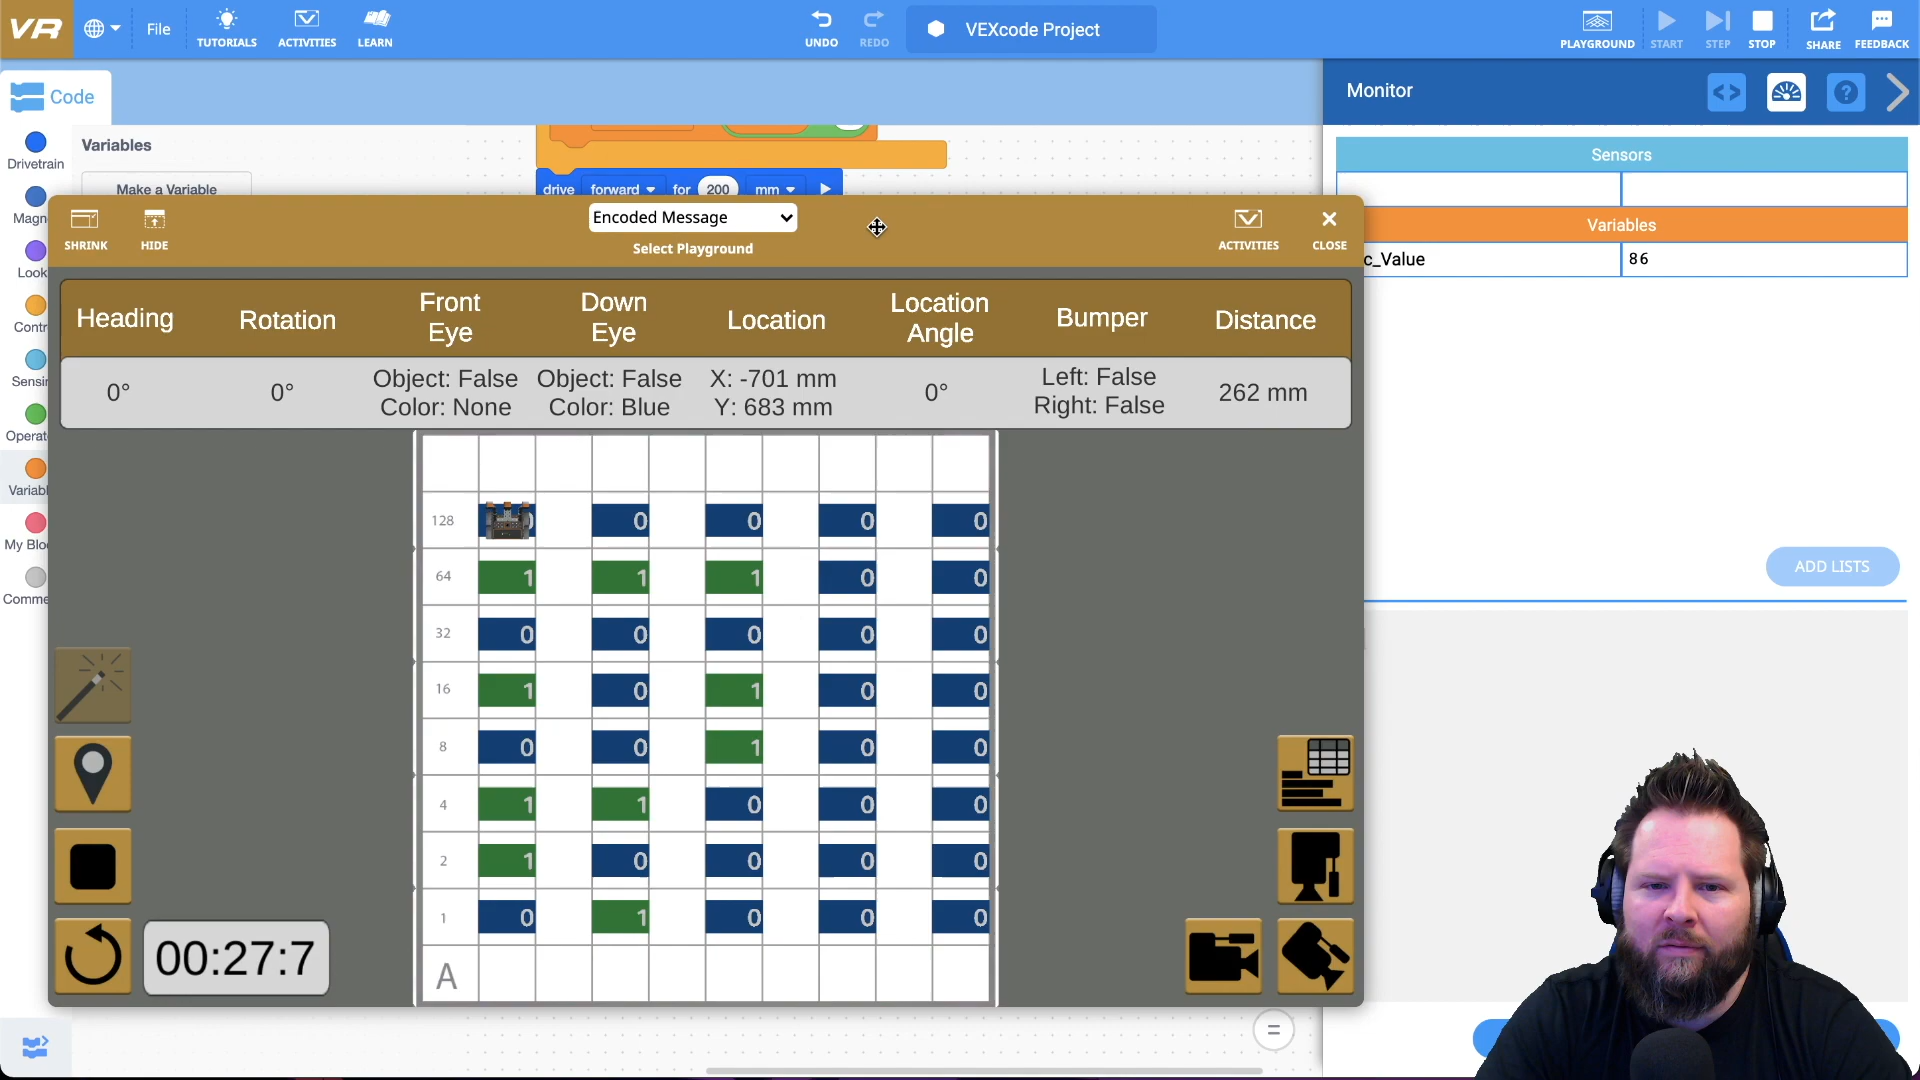 VR
File
TUTORIALS
ACTIVITIES
LEARN
UNDO
REDO
VEXcode Project
PLAYGROUND
START
STEP
STOP
SHARE
FEEDBACK
Code
Variables
Make a Variable
drive forward for 200 mm
Monitor
Sensors
Variables
c_Value 86
ADD LISTS
Drivetrain
Magn
Look
Contr
Sensin
Operat
Variabl
My Bloc
Comme
SHRINK
HIDE
Encoded Message
Select Playground
ACTIVITIES
CLOSE
Heading Rotation Front Eye Down Eye Location Location Angle Bumper Distance
0° 0° Object: False Object: False X: -701 mm 0° Left: False 262 mm
Color: None Color: Blue Y: 683 mm Right: False
128 0 0 0 0 0
64 1 1 1 0 0
32 0 0 0 0 0
16 1 0 1 0 0
8 0 0 1 0 0
4 1 1 0 0 0
2 1 0 0 0 0
1 0 1 0 0 0
A
00:27:7